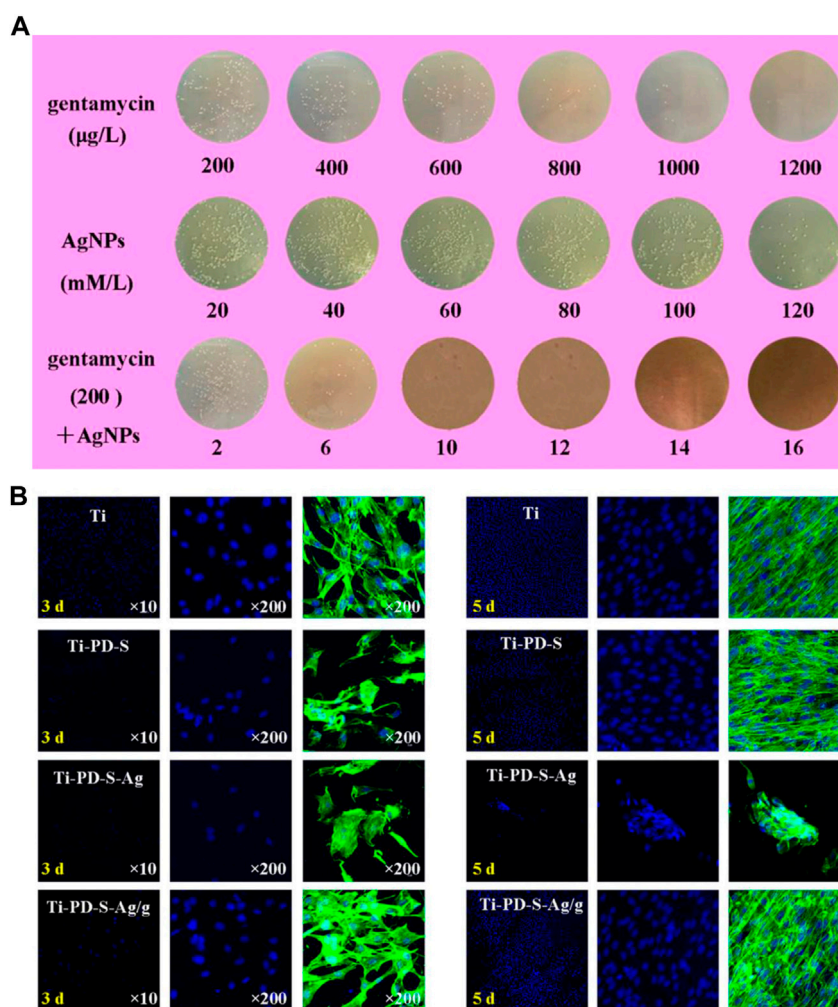 A
gentamycin
(µg/L)
200 400 600 800 1000 1200
AgNPs
(mM/L)
20 40 60 80 100 120
gentamycin
(200 )
+AgNPs
2 6 10 12 14 16
B
Ti
3 d ×10 ×200 ×200
Ti
5 d
Ti-PD-S
3 d ×10 ×200 ×200
Ti-PD-S
5 d
Ti-PD-S-Ag
3 d ×10 ×200 ×200
Ti-PD-S-Ag
5 d
Ti-PD-S-Ag/g
3 d ×10 ×200 ×200
Ti-PD-S-Ag/g
5 d